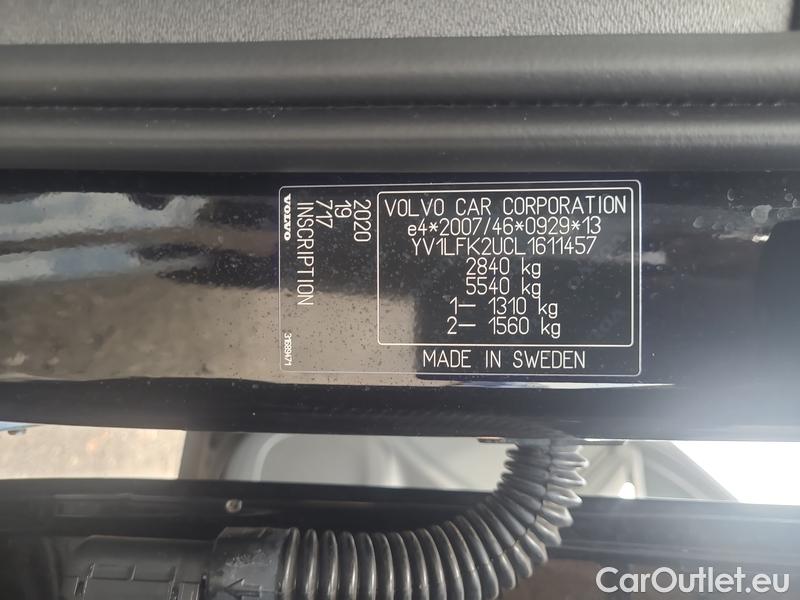 VOLVO CAR CORPORATION
e4*2007/46*0929*13
YV1LFK2UCL1611457
2840 kg
5540 kg
1– 1310 kg
2– 1560 kg
MADE IN SWEDEN
2020
19
717
INSCRIPTION
VOLVO
31689471
CarOutlet.eu